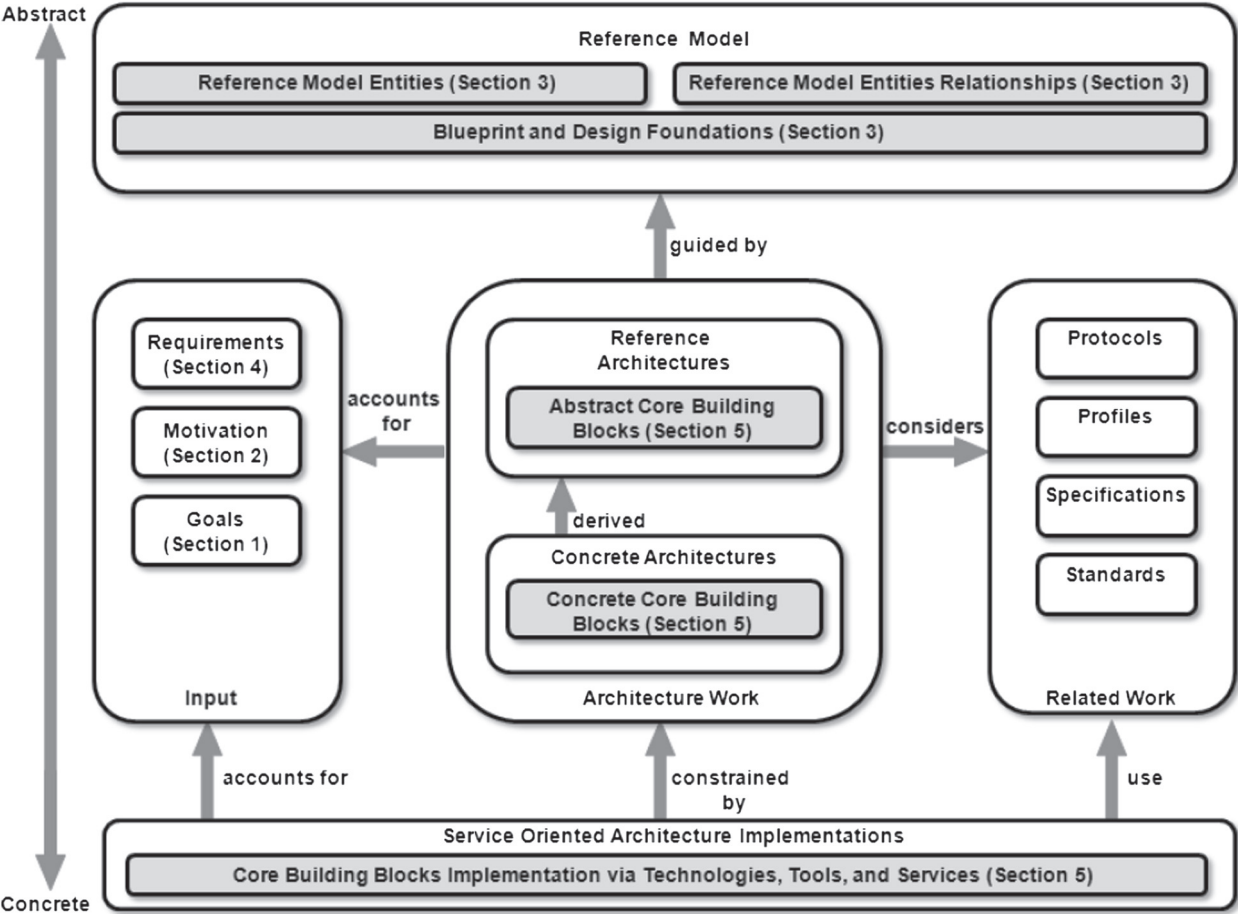 Abstract
Reference Model
Reference Model Entities (Section 3)
Reference Model Entities Relationships (Section 3)
Blueprint and Design Foundations (Section 3)
guided by
Requirements
(Section 4)
Motivation
(Section 2)
Goals
(Section 1)
Input
accounts
for
Reference
Architectures
Abstract Core Building
Blocks (Section 5)
derived
Concrete Architectures
Concrete Core Building
Blocks (Section 5)
Architecture Work
considers
Protocols
Profiles
Specifications
Standards
Related Work
accounts for
constrained
by
use
Service Oriented Architecture Implementations
Core Building Blocks Implementation via Technologies, Tools, and Services (Section 5)
Concrete